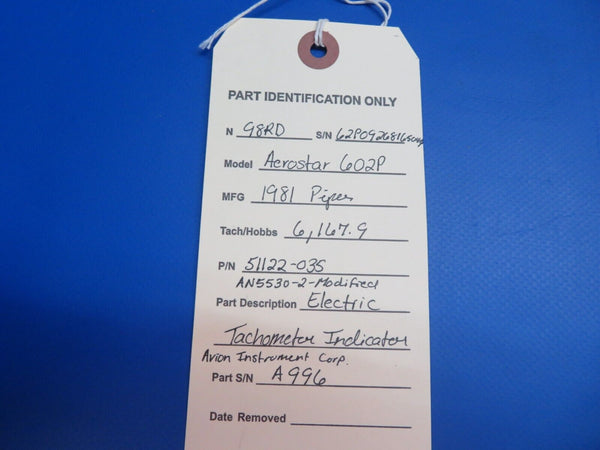 PART IDENTIFICATION ONLY
N 98RD S/N
Model Aerostar 602P
MFG 1981 Piper
Tach/Hobbs 6,167.9
P/N 51122-035
AN5530-2-Modified
Part Description Electric
Tachometer Indicator
Avion Instrument Corp.
Part S/N A996
Date Removed